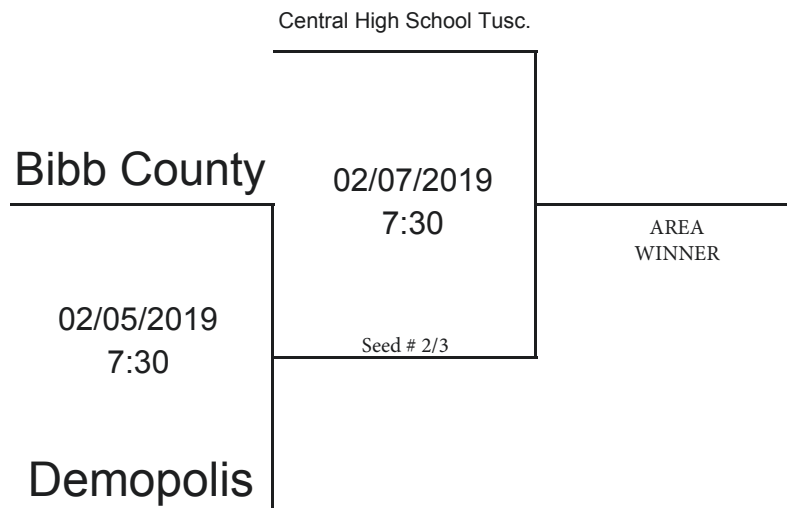 Central High School Tusc.
Bibb County
02/07/2019
7:30
AREA
WINNER
02/05/2019
7:30
Seed # 2/3
Demopolis